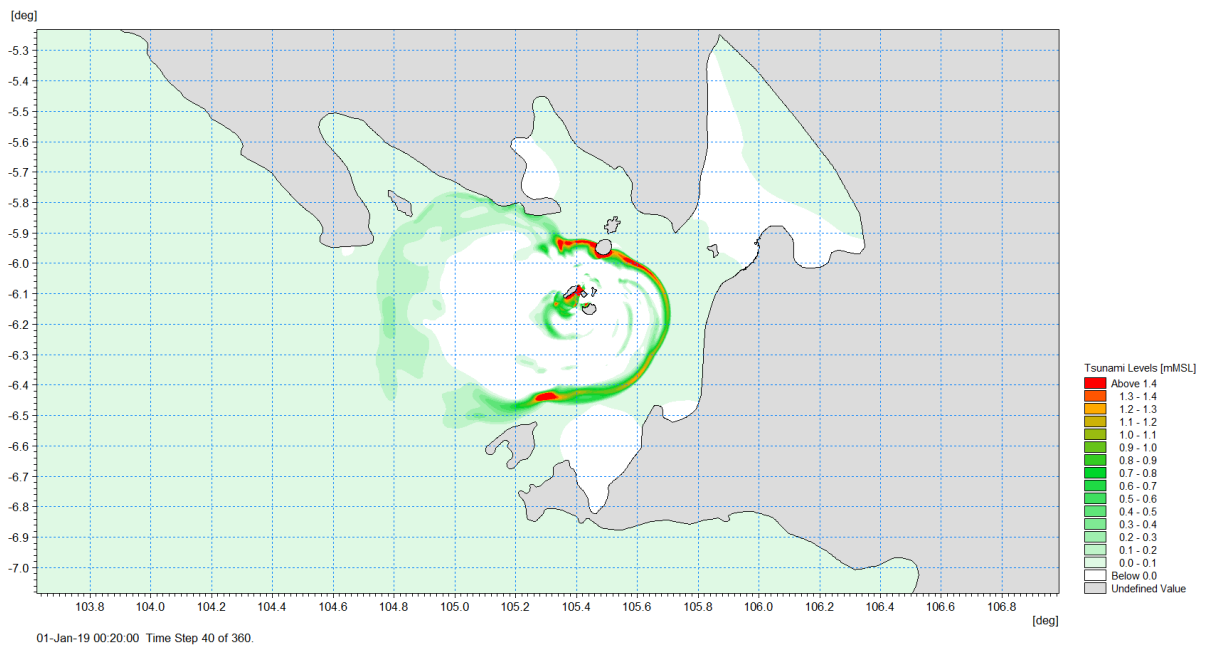 [deg]
-5.3
-5.4
-5.5
-5.6
-5.7
-5.8
-5.9
-6.0
-6.1
-6.2
-6.3
-6.4
-6.5
-6.6
-6.7
-6.8
-6.9
-7.0
103.8 104.0 104.2 104.4 104.6 104.8 105.0 105.2 105.4 105.6 105.8 106.0 106.2 106.4 106.6 106.8
[deg]
01-Jan-19 00:20:00 Time Step 40 of 360.
Tsunami Levels [mMSL]
Above 1.4
1.3 - 1.4
1.2 - 1.3
1.1 - 1.2
1.0 - 1.1
0.9 - 1.0
0.8 - 0.9
0.7 - 0.8
0.6 - 0.7
0.5 - 0.6
0.4 - 0.5
0.3 - 0.4
0.2 - 0.3
0.1 - 0.2
0.0 - 0.1
Below 0.0
Undefined Value